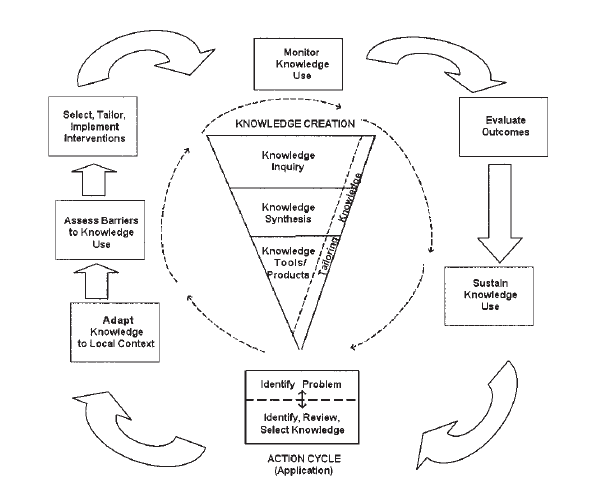 Monitor
Knowledge
Use
Select, Tailor,
Implement
Interventions
Evaluate
Outcomes
KNOWLEDGE CREATION
Knowledge
Inquiry
Knowledge
Synthesis
Knowledge
Tools/
Products
Tailoring Knowledge
Assess Barriers
to Knowledge
Use
Sustain
Knowledge
Use
Adapt
Knowledge
to Local Context
Identify Problem
Identify, Review,
Select Knowledge
ACTION CYCLE
(Application)